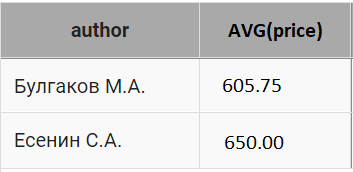 author AVG(price)
Булгаков М.А. 605.75
Есенин С.А. 650.00